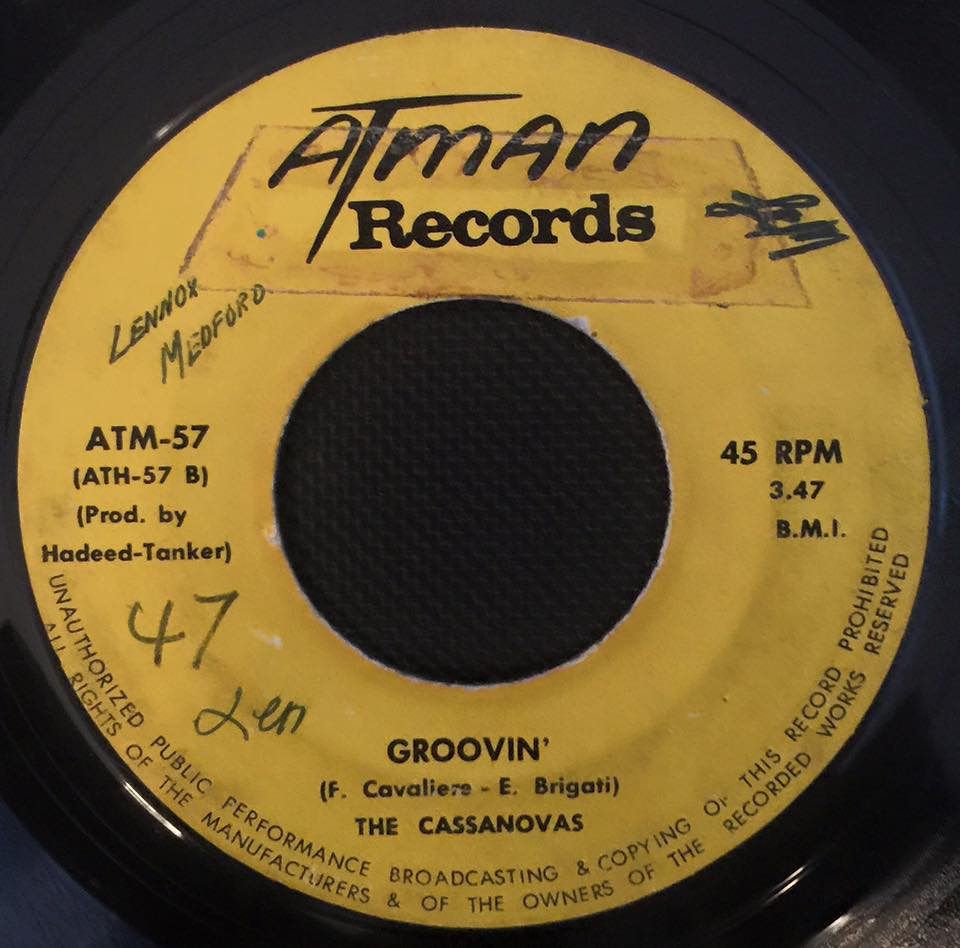 ATMAN
Records
LENNOX
MEDFORD
ATM-57
(ATH-57 B)
(Prod. by
Hadeed-Tanker)
45 RPM
3.47
B.M.I.
47
Len
GROOVIN'
(F. Cavaliere - E. Brigati)
THE CASSANOVAS
UNAUTHORIZED PUBLIC PERFORMANCE BROADCASTING & COPYING OF THIS RECORD PROHIBITED
ALL RIGHTS OF THE MANUFACTURERS & OF THE OWNERS OF THE RECORDED WORKS RESERVED